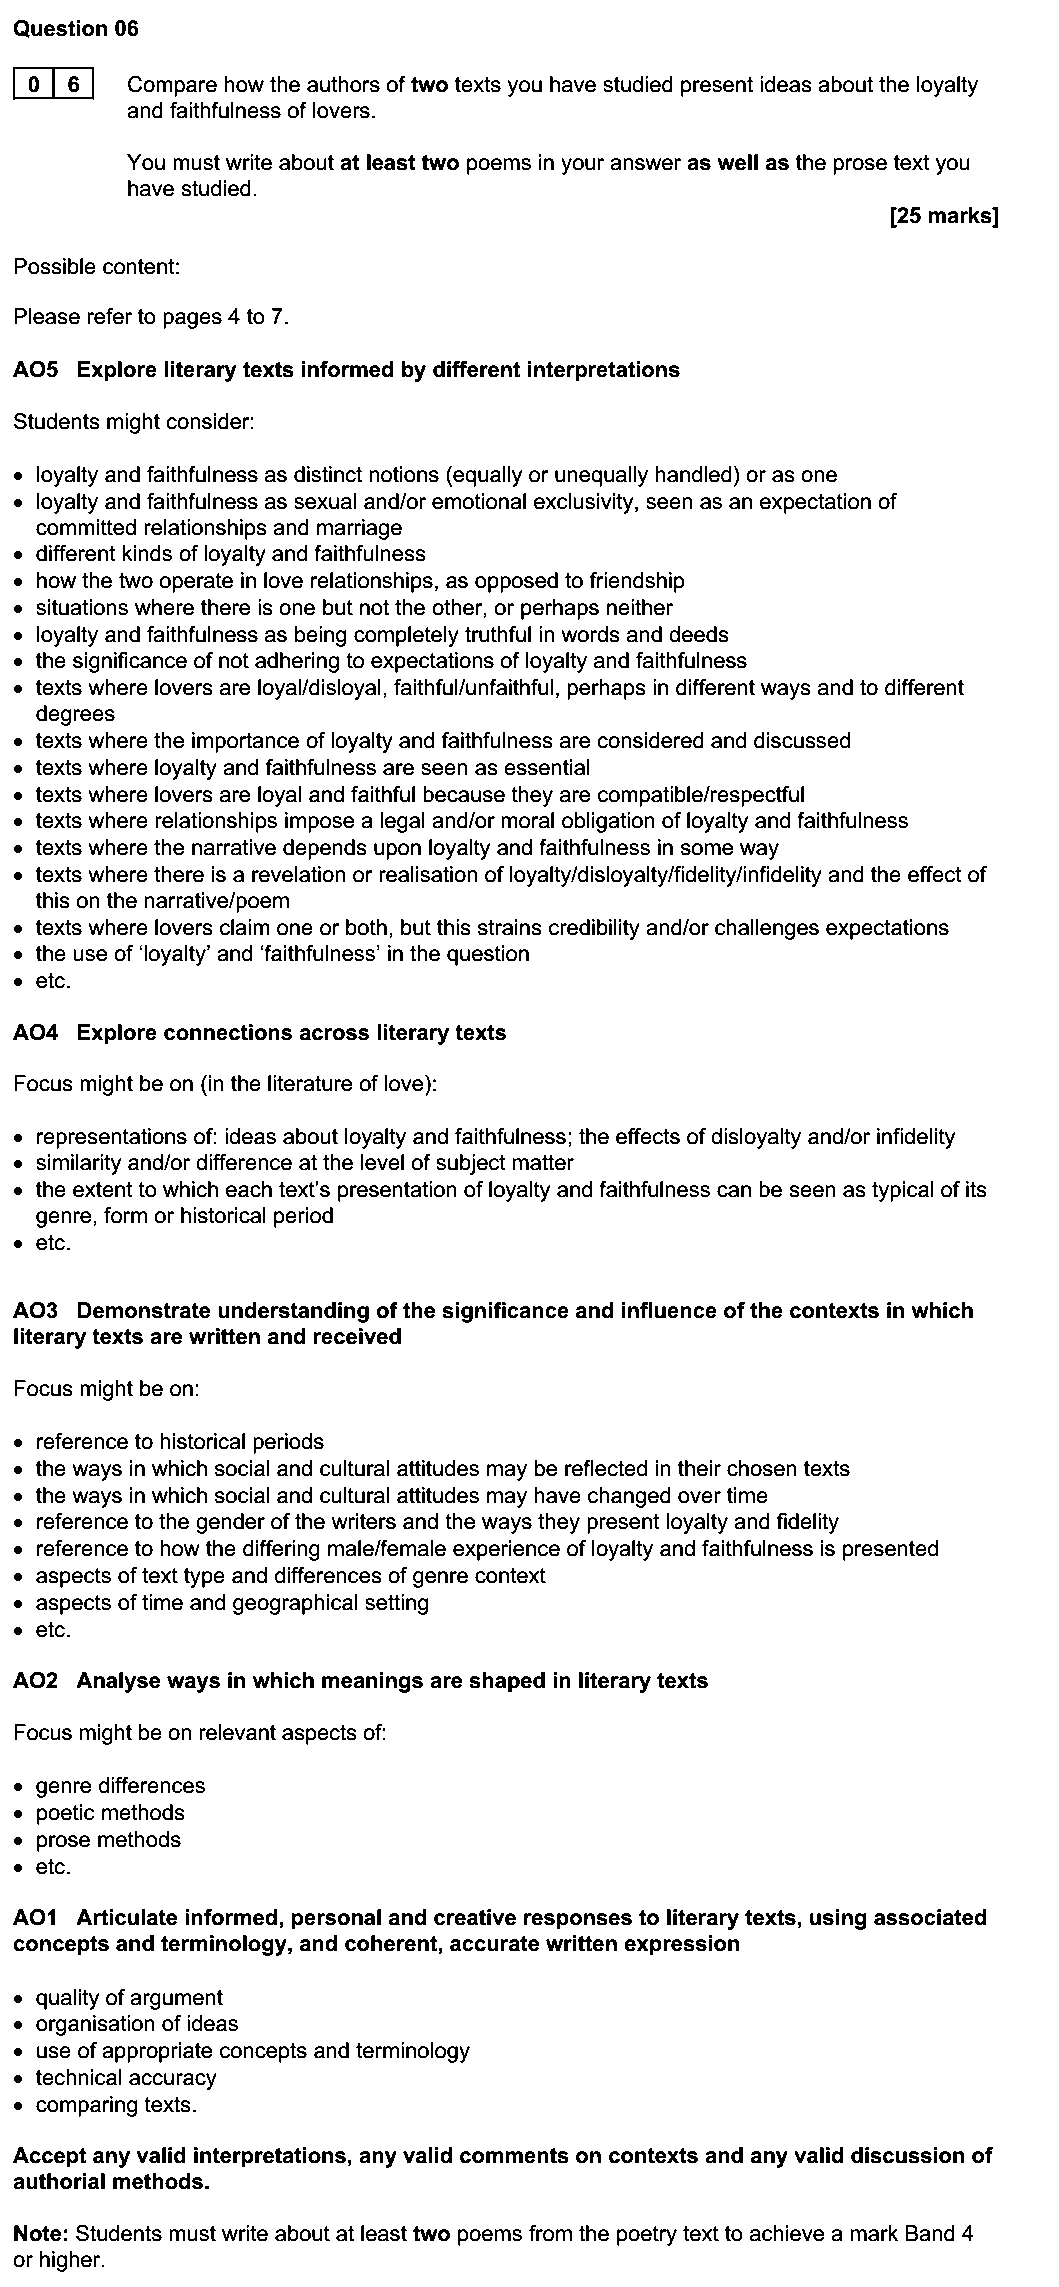 Question 06
0 6 Compare how the authors of two texts you have studied present ideas about the loyalty
and faithfulness of lovers.
You must write about at least two poems in your answer as well as the prose text you
have studied.
[25 marks]
Possible content:
Please refer to pages 4 to 7.
AO5 Explore literary texts informed by different interpretations
Students might consider:
• loyalty and faithfulness as distinct notions (equally or unequally handled) or as one
• loyalty and faithfulness as sexual and/or emotional exclusivity, seen as an expectation of
committed relationships and marriage
• different kinds of loyalty and faithfulness
• how the two operate in love relationships, as opposed to friendship
• situations where there is one but not the other, or perhaps neither
• loyalty and faithfulness as being completely truthful in words and deeds
• the significance of not adhering to expectations of loyalty and faithfulness
• texts where lovers are loyal/disloyal, faithful/unfaithful, perhaps in different ways and to different
degrees
• texts where the importance of loyalty and faithfulness are considered and discussed
• texts where loyalty and faithfulness are seen as essential
• texts where lovers are loyal and faithful because they are compatible/respectful
• texts where relationships impose a legal and/or moral obligation of loyalty and faithfulness
• texts where the narrative depends upon loyalty and faithfulness in some way
• texts where there is a revelation or realisation of loyalty/disloyalty/fidelity/infidelity and the effect of
this on the narrative/poem
• texts where lovers claim one or both, but this strains credibility and/or challenges expectations
• the use of ‘loyalty’ and ‘faithfulness’ in the question
• etc.
AO4 Explore connections across literary texts
Focus might be on (in the literature of love):
• representations of: ideas about loyalty and faithfulness; the effects of disloyalty and/or infidelity
• similarity and/or difference at the level of subject matter
• the extent to which each text's presentation of loyalty and faithfulness can be seen as typical of its
genre, form or historical period
• etc.
AO3 Demonstrate understanding of the significance and influence of the contexts in which
literary texts are written and received
Focus might be on:
• reference to historical periods
• the ways in which social and cultural attitudes may be reflected in their chosen texts
• the ways in which social and cultural attitudes may have changed over time
• reference to the gender of the writers and the ways they present loyalty and fidelity
• reference to how the differing male/female experience of loyalty and faithfulness is presented
• aspects of text type and differences of genre context
• aspects of time and geographical setting
• etc.
AO2 Analyse ways in which meanings are shaped in literary texts
Focus might be on relevant aspects of:
• genre differences
• poetic methods
• prose methods
• etc.
AO1 Articulate informed, personal and creative responses to literary texts, using associated
concepts and terminology, and coherent, accurate written expression
• quality of argument
• organisation of ideas
• use of appropriate concepts and terminology
• technical accuracy
• comparing texts.
Accept any valid interpretations, any valid comments on contexts and any valid discussion of
authorial methods.
Note: Students must write about at least two poems from the poetry text to achieve a mark Band 4
or higher.